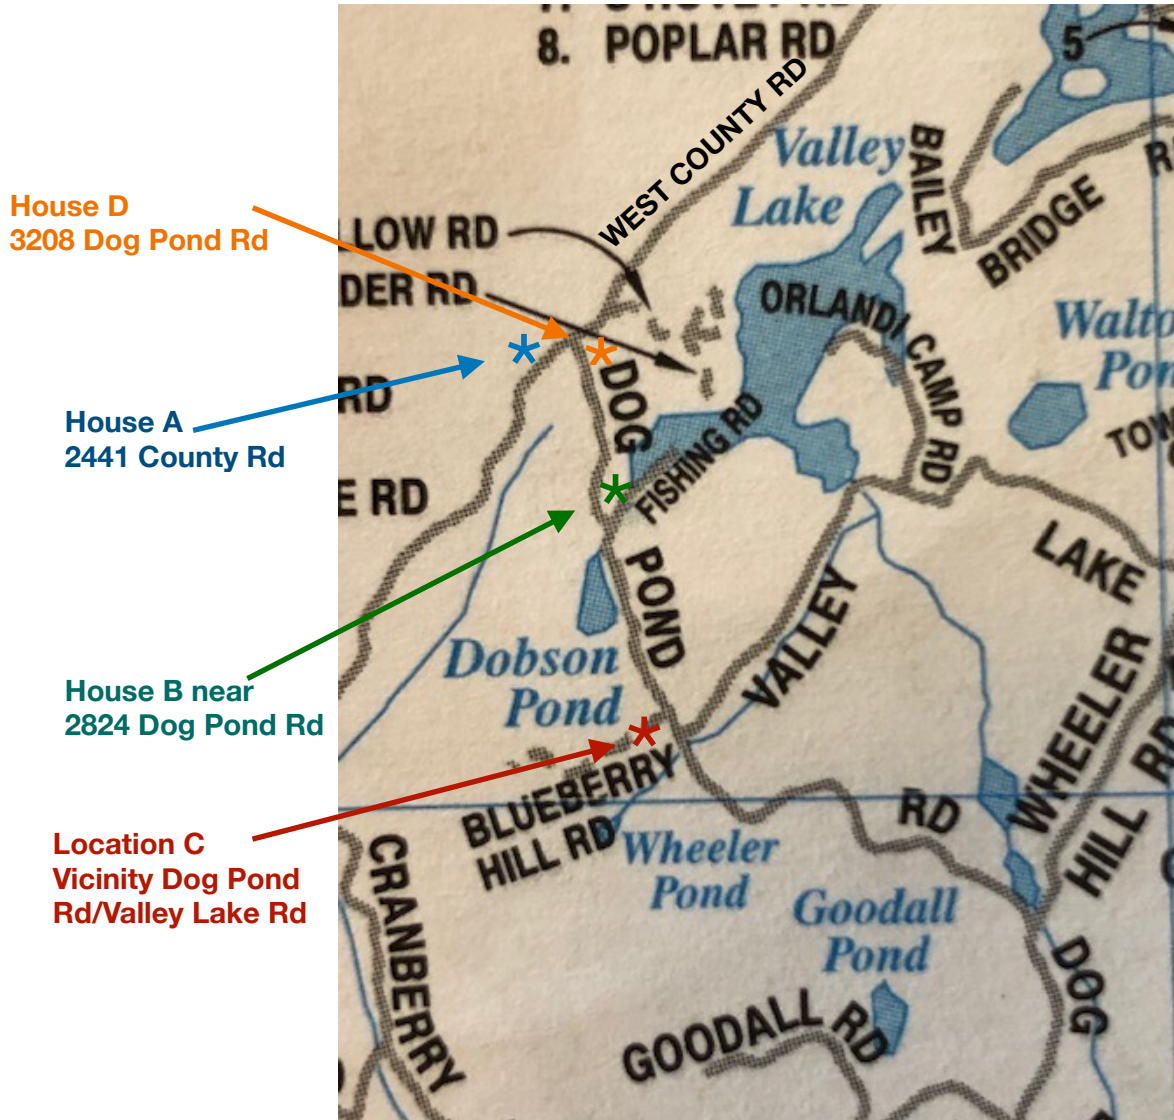 8. POPLAR RD
5
WEST COUNTY RD
Valley
Lake
BAILEY
BRIDGE
House D
3208 Dog Pond Rd
LLOW RD
DER RD
ORLANDI CAMP RD
House A
2441 County Rd
RD
DOG
FISHING RD
E RD
LAKE
House B near
2824 Dog Pond Rd
POND
Dobson
Pond
VALLEY
WHEELER
HILL RD
BLUEBERRY
HILL RD
RD
Location C
Vicinity Dog Pond
Rd/Valley Lake Rd
CRANBERRY
Wheeler
Pond
Goodall
Pond
DOG
GOODALL RD